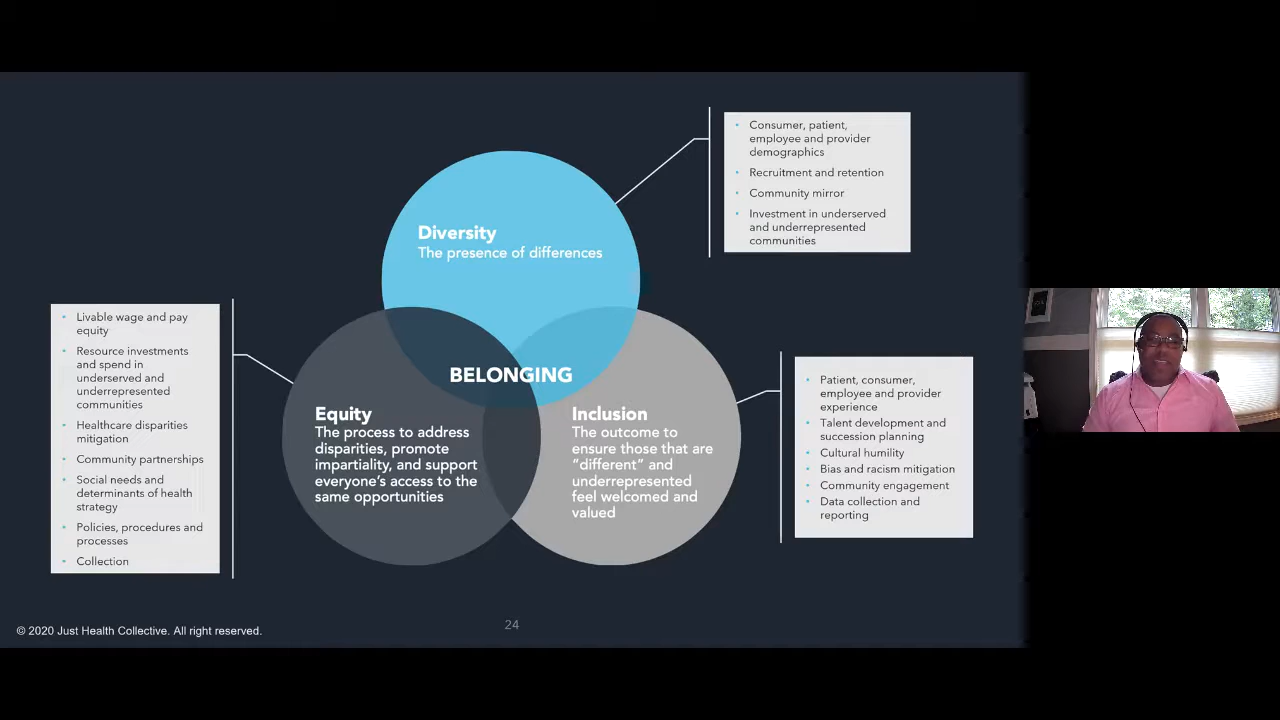 • Consumer, patient,
employee and provider
demographics
• Recruitment and retention
• Community mirror
• Investment in underserved
and underrepresented
communities
Diversity
The presence of differences
• Livable wage and pay
equity
• Resource investments
and spend in
underserved and
underrepresented
communities
• Healthcare disparities
mitigation
• Community partnerships
• Social needs and
determinants of health
strategy
• Policies, procedures and
processes
• Collection
BELONGING
Equity
The process to address
disparities, promote
impartiality, and support
everyone's access to the
same opportunities
Inclusion
The outcome to
ensure those that are
“different” and
underrepresented
feel welcomed and
valued
• Patient, consumer,
employee and provider
experience
• Talent development and
succession planning
• Cultural humility
• Bias and racism mitigation
• Community engagement
• Data collection and
reporting
© 2020 Just Health Collective. All right reserved.
24